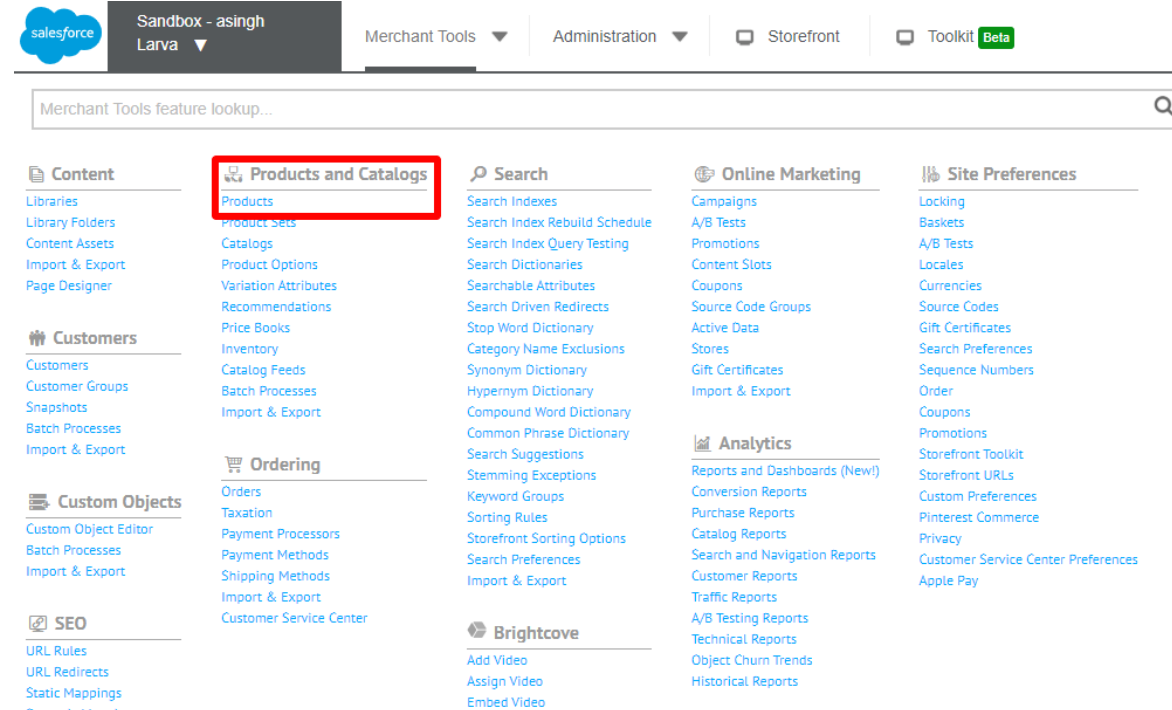 salesforce
Sandbox - asingh
Larva
Merchant Tools
Administration
Storefront
Toolkit Beta
Merchant Tools feature lookup...
Content
Libraries
Library Folders
Content Assets
Import & Export
Page Designer
Customers
Customers
Customer Groups
Snapshots
Batch Processes
Import & Export
Custom Objects
Custom Object Editor
Batch Processes
Import & Export
SEO
URL Rules
URL Redirects
Static Mappings
Products and Catalogs
Products
Product Sets
Catalogs
Product Options
Variation Attributes
Recommendations
Price Books
Inventory
Catalog Feeds
Batch Processes
Import & Export
Ordering
Orders
Taxation
Payment Processors
Payment Methods
Shipping Methods
Import & Export
Customer Service Center
Search
Search Indexes
Search Index Rebuild Schedule
Search Index Query Testing
Search Dictionaries
Searchable Attributes
Search Driven Redirects
Stop Word Dictionary
Category Name Exclusions
Synonym Dictionary
Hypernym Dictionary
Compound Word Dictionary
Common Phrase Dictionary
Search Suggestions
Stemming Exceptions
Keyword Groups
Sorting Rules
Storefront Sorting Options
Search Preferences
Import & Export
Brightcove
Add Video
Assign Video
Embed Video
Online Marketing
Campaigns
A/B Tests
Promotions
Content Slots
Coupons
Source Code Groups
Active Data
Stores
Gift Certificates
Import & Export
Analytics
Reports and Dashboards (New!)
Conversion Reports
Purchase Reports
Catalog Reports
Search and Navigation Reports
Customer Reports
Traffic Reports
A/B Testing Reports
Technical Reports
Object Churn Trends
Historical Reports
Site Preferences
Locking
Baskets
A/B Tests
Locales
Currencies
Source Codes
Gift Certificates
Search Preferences
Sequence Numbers
Order
Coupons
Promotions
Storefront Toolkit
Storefront URLs
Custom Preferences
Pinterest Commerce
Privacy
Customer Service Center Preferences
Apple Pay